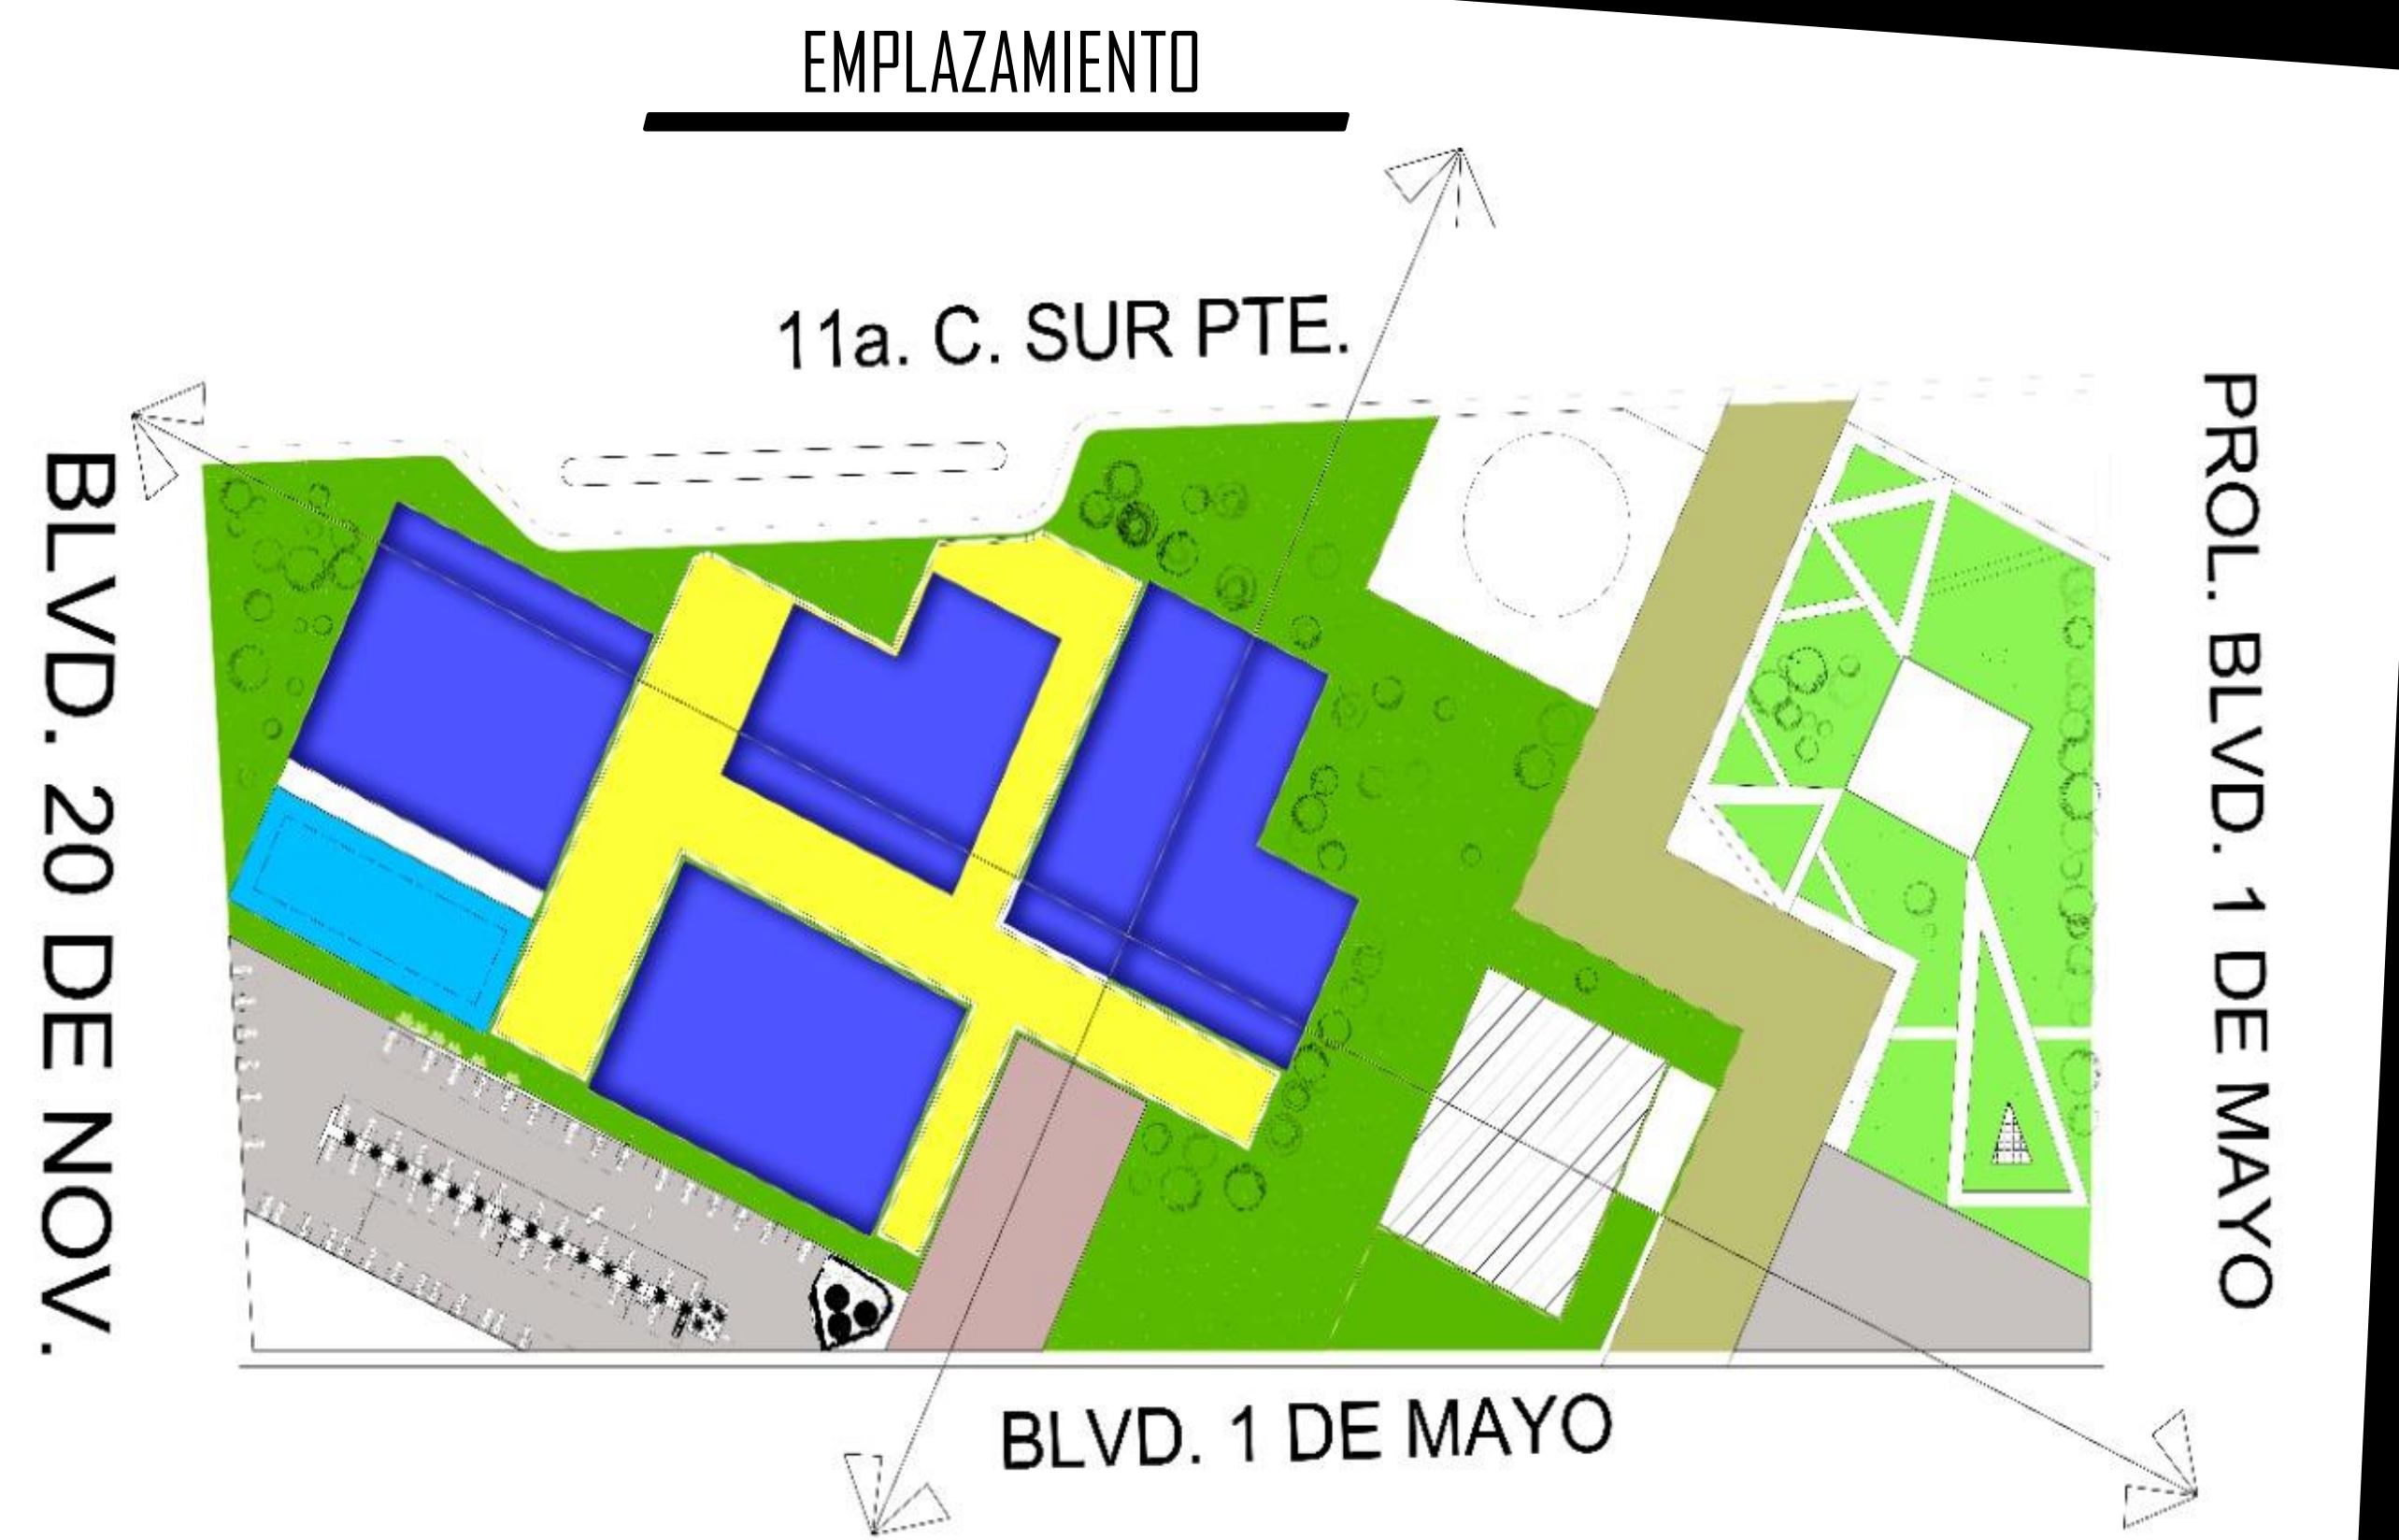 EMPLAZAMIENTO
11a. C. SUR PTE.
BLVD. 20 DE NOV.
PROL. BLVD. 1 DE MAYO
BLVD. 1 DE MAYO